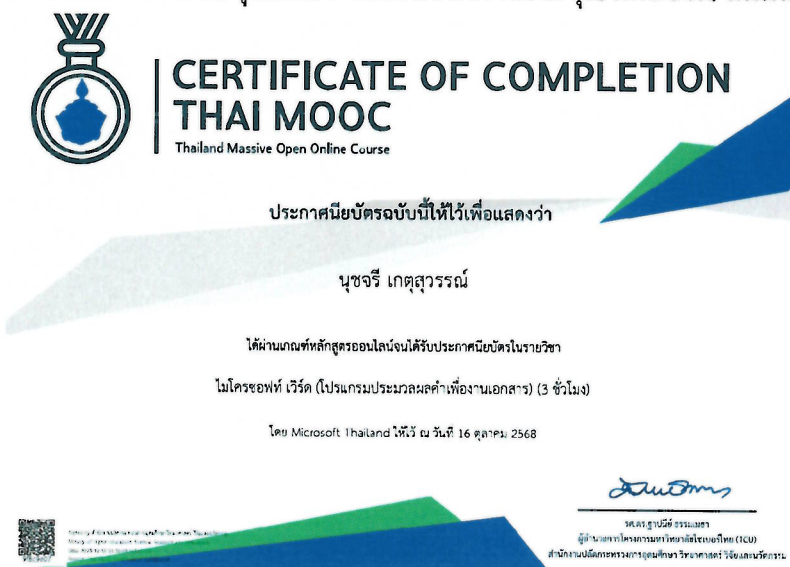 CERTIFICATE OF COMPLETION
THAI MOOC
Thailand Massive Open Online Course
ประกาศนียบัตรฉบับนี้ให้ไว้เพื่อแสดงว่า
นุชจรี เกตุสุวรรณ์
ได้ผ่านเกณฑ์หลักสูตรออนไลน์จนได้รับประกาศนียบัตรในรายวิชา
ไมโครซอฟท์ เวิร์ด (โปรแกรมประมวลผลคำเพื่องานเอกสาร) (3 ชั่วโมง)
โดย Microsoft Thailand ให้ไว้ ณ วันที่ 16 ตุลาคม 2568
รศ.ดร.ฐาปนีย์ ธรรมเมธา
ผู้อำนวยการโครงการมหาวิทยาลัยไซเบอร์ไทย (TCU)
สำนักงานปลัดกระทรวงการอุดมศึกษา วิทยาศาสตร์ วิจัยและนวัตกรรม